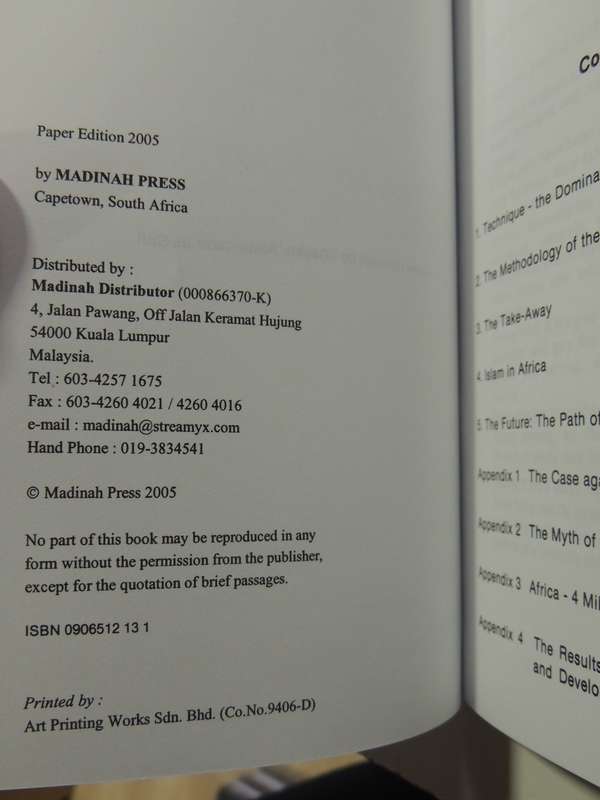 Paper Edition 2005
by MADINAH PRESS
Capetown, South Africa
Distributed by :
Madinah Distributor (000866370-K)
4, Jalan Pawang, Off Jalan Keramat Hujung
54000 Kuala Lumpur
Malaysia.
Tel : 603-4257 1675
Fax : 603-4260 4021 / 4260 4016
e-mail : madinah@streamyx.com
Hand Phone : 019-3834541
© Madinah Press 2005
No part of this book may be reproduced in any
form without the permission from the publisher,
except for the quotation of brief passages.
ISBN 0906512 13 1
Printed by :
Art Printing Works Sdn. Bhd. (Co.No.9406-D)
Co
1. Technique - the Domina
2. The Methodology of the
3. The Take-Away
4. Islam in Africa
5. The Future: The Path of
Appendix 1 The Case aga
Appendix 2 The Myth of
Appendix 3 Africa - 4 Mil
Appendix 4 The Results
and Develo